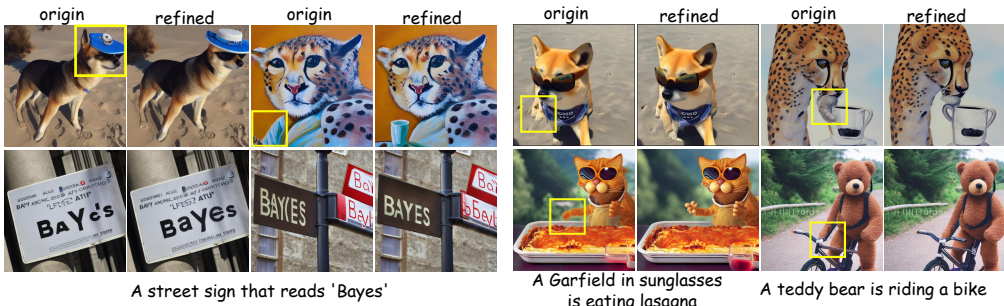 origin
refined
origin
refined
origin
refined
origin
refined
BAYc's
Bayes
BAYCES
BAYES
A street sign that reads 'Bayes'
A Garfield in sunglasses
is eating lasagna
A teddy bear is riding a bike